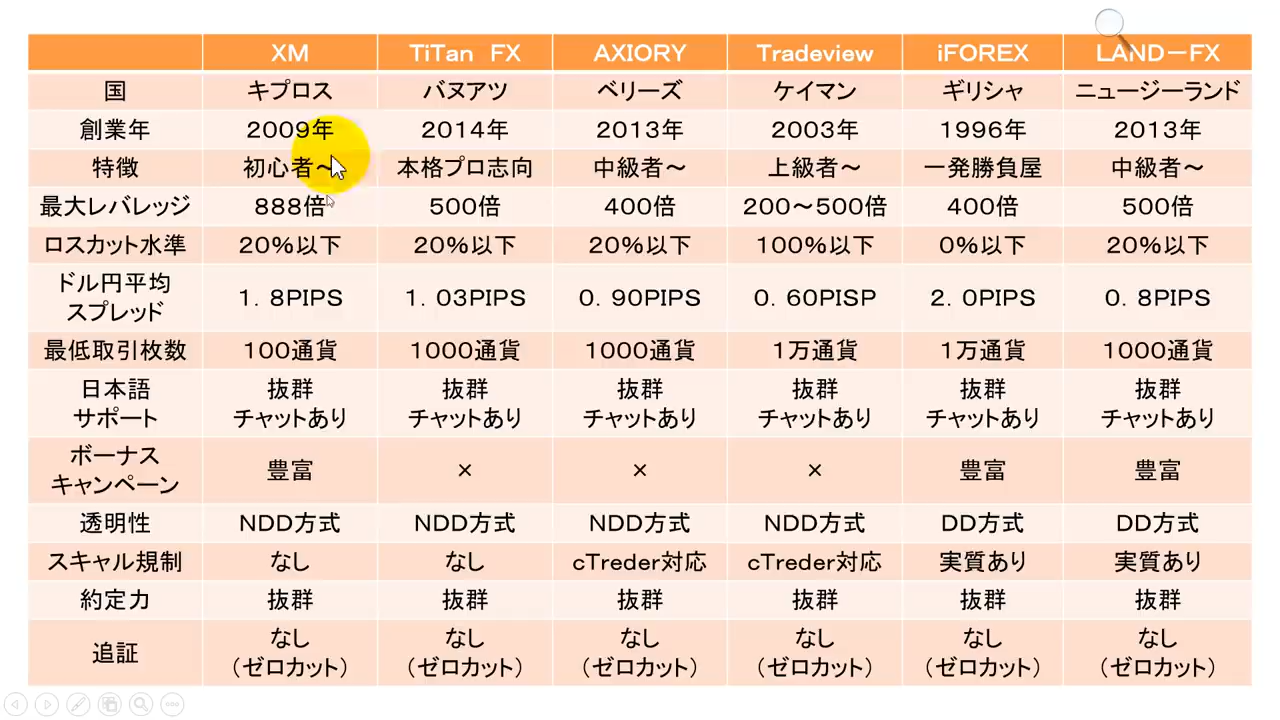 XM TiTan FX AXIORY Tradeview iFOREX LAND－FX
国 キプロス バヌアツ ベリーズ ケイマン ギリシャ ニュージーランド
創業年 2009年 2014年 2013年 2003年 1996年 2013年
特徴 初心者～ 本格プロ志向 中級者～ 上級者～ 一発勝負屋 中級者～
最大レバレッジ 888倍 500倍 400倍 200～500倍 400倍 500倍
ロスカット水準 20%以下 20%以下 20%以下 100%以下 0%以下 20%以下
ドル円平均
スプレッド 1．8PIPS 1．03PIPS 0．90PIPS 0．60PISP 2．0PIPS 0．8PIPS
最低取引枚数 100通貨 1000通貨 1000通貨 1万通貨 1万通貨 1000通貨
日本語 抜群 抜群 抜群 抜群 抜群 抜群
サポート チャットあり チャットあり チャットあり チャットあり チャットあり チャットあり
ボーナス
キャンペーン 豊富 × × × 豊富 豊富
透明性 NDD方式 NDD方式 NDD方式 NDD方式 DD方式 DD方式
スキャル規制 なし なし cTreder対応 cTreder対応 実質あり 実質あり
約定力 抜群 抜群 抜群 抜群 抜群 抜群
追証 なし なし なし なし なし なし
（ゼロカット） （ゼロカット） （ゼロカット） （ゼロカット） （ゼロカット） （ゼロカット）